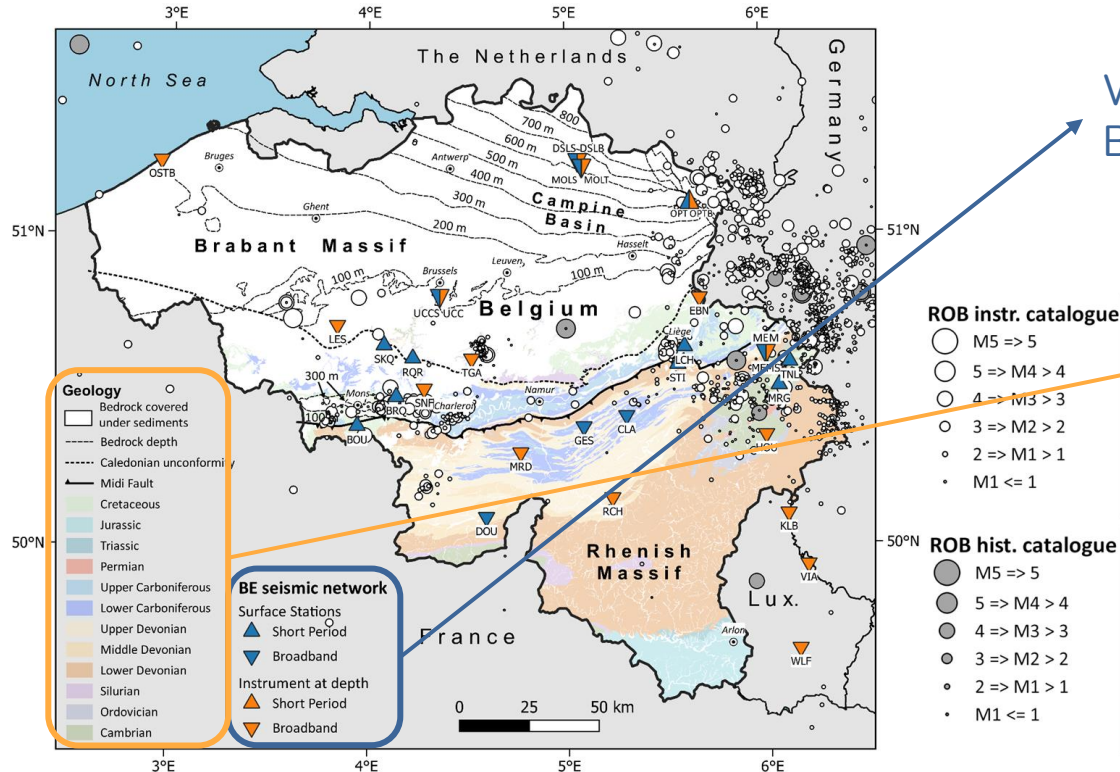 3°E 4°E 5°E 6°E
The Netherlands
Germany
North Sea
800
700 m
600 m
500 m
400 m
300 m
200 m
100 m
100 m
DSLS DSLB
MOLS MOLT
OSTB
Bruges
Antwerp
Ghent
Campine
Basin
OPT OPTB
51°N
51°N
Brabant Massif
Hasselt
Leuven
Brussels
UCCS UCC
Belgium
EBN
LES
SKQ
RQR
TGA
Liège
LCH
STI
MEM
TNL
MRG
300 m
100
Mons
BRQ
SNF
Charleroi
Namur
BOU
GES
CLA
MRD
HOU
RCH
DOU
KLB
VIA
50°N
50°N
Rhenish
Massif
Lux.
France
Arlon
WLF
0 25 50 km
3°E 4°E 5°E 6°E
Geology
Bedrock covered
under sediments
Bedrock depth
Caledonian unconformity
Midi Fault
Cretaceous
Jurassic
Triassic
Permian
Upper Carboniferous
Lower Carboniferous
Upper Devonian
Middle Devonian
Lower Devonian
Silurian
Ordovician
Cambrian
BE seismic network
Surface Stations
Short Period
Broadband
Instrument at depth
Short Period
Broadband
V
E
ROB instr. catalogue
M5 => 5
5 => M4 > 4
4 => M3 > 3
3 => M2 > 2
2 => M1 > 1
M1 <= 1
ROB hist. catalogue
M5 => 5
5 => M4 > 4
4 => M3 > 3
3 => M2 > 2
2 => M1 > 1
M1 <= 1